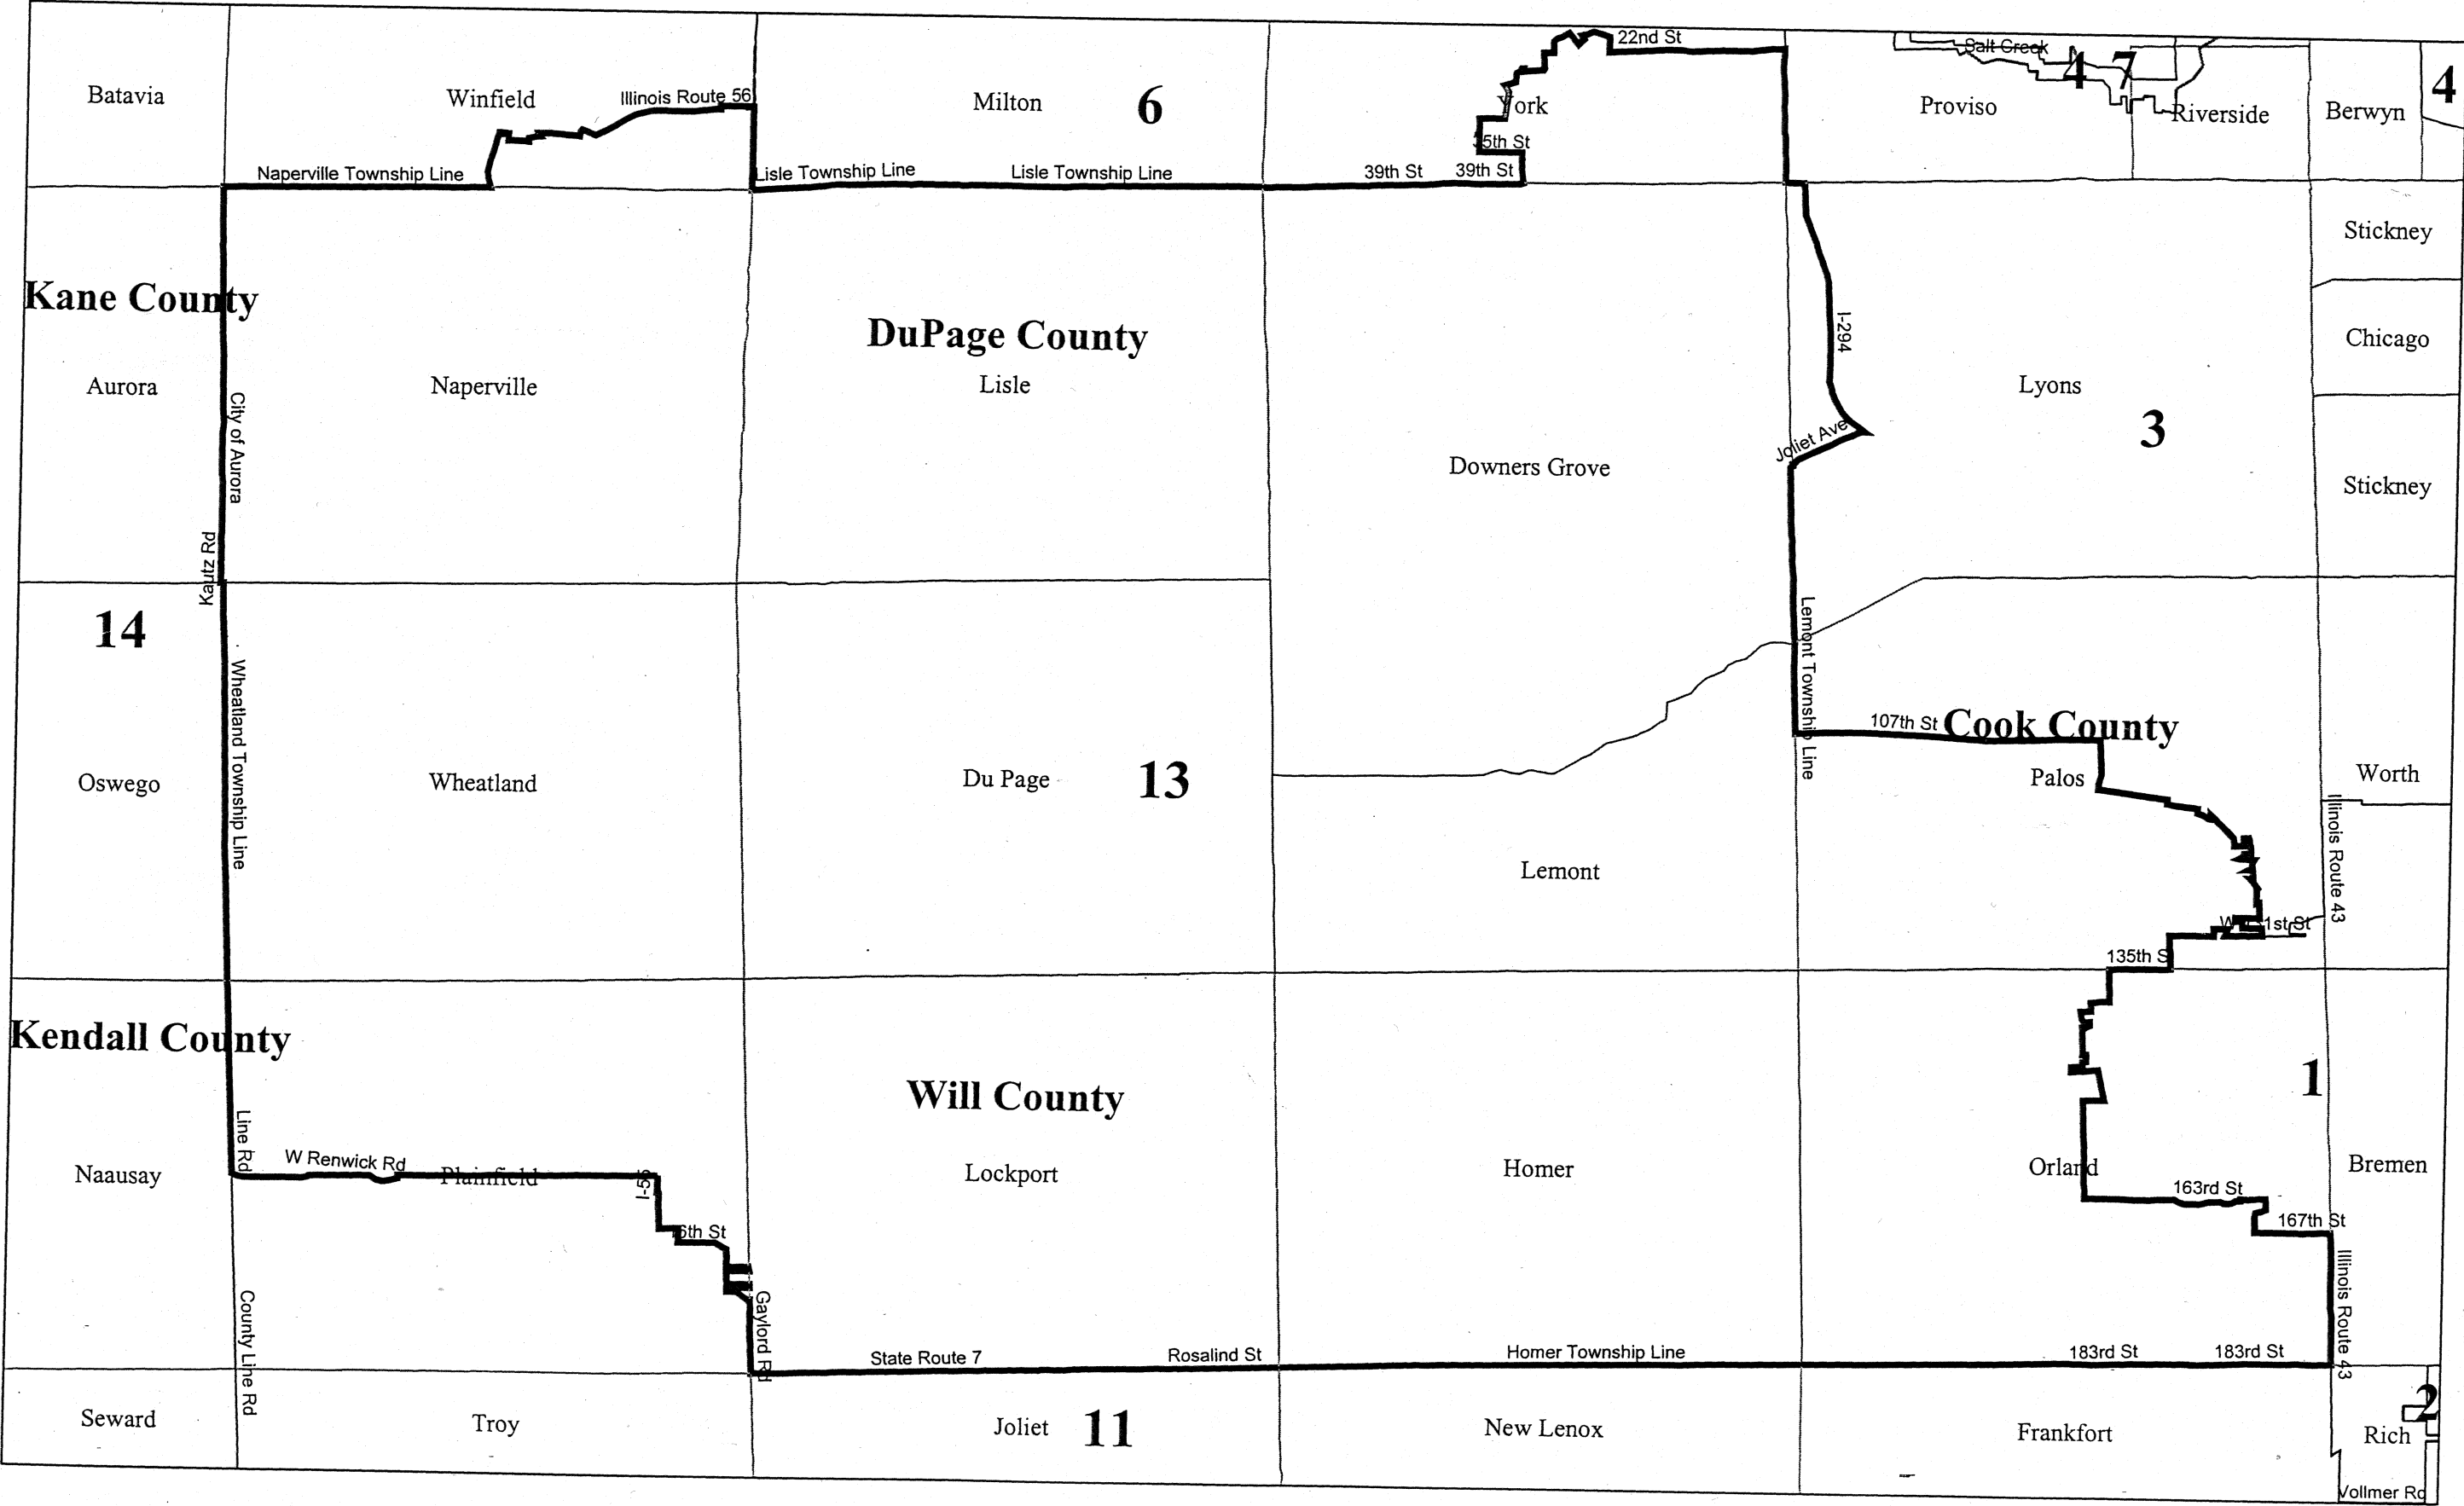 22nd St
Salt Creek
4
7
4
Batavia
Winfield
Illinois Route 56
Milton
6
York
Proviso
Riverside
Berwyn
35th St
Naperville Township Line
Lisle Township Line
Lisle Township Line
39th St
39th St
Stickney
Kane County
DuPage County
I-294
Chicago
Aurora
City of Aurora
Naperville
Lisle
Lyons
3
Joliet Ave
Downers Grove
Stickney
Kautz Rd
14
Wheatland Township Line
Lemont Township Line
107th St
Cook County
Oswego
Wheatland
Du Page
13
Palos
Worth
Illinois Route 43
Lemont
135th S
Kendall County
Will County
1
Line Rd
W Renwick Rd
Naausay
Plainfield
I-55
Lockport
Homer
Orland
Bremen
163rd St
167th St
6th St
Illinois Route 43
County Line Rd
Gaylord Rd
State Route 7
Rosalind St
Homer Township Line
183rd St
183rd St
2
Seward
Troy
Joliet
11
New Lenox
Frankfort
Rich
Vollmer Rd